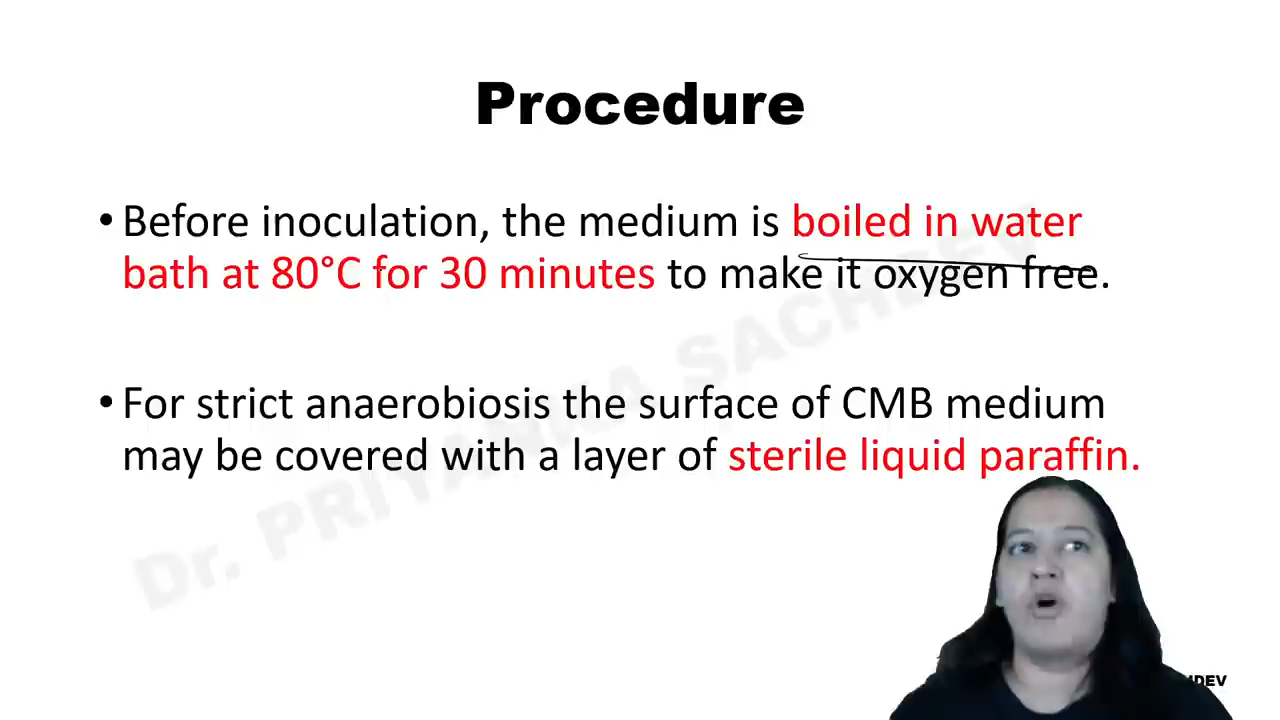 Procedure
• Before inoculation, the medium is boiled in water
bath at 80°C for 30 minutes to make it oxygen free.
• For strict anaerobiosis the surface of CMB medium
may be covered with a layer of sterile liquid paraffin.
Dr. PRIYANKA SACHDEV